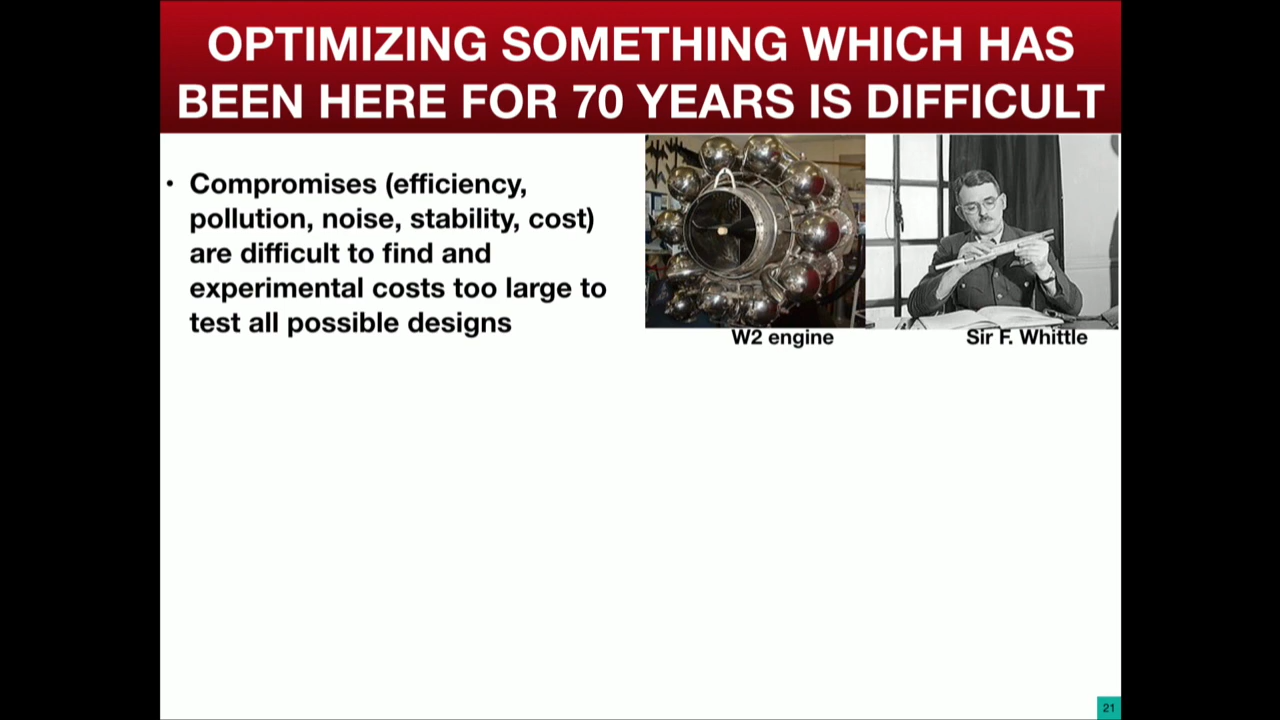 OPTIMIZING SOMETHING WHICH HAS
BEEN HERE FOR 70 YEARS IS DIFFICULT
• Compromises (efficiency,
pollution, noise, stability, cost)
are difficult to find and
experimental costs too large to
test all possible designs
W2 engine
Sir F. Whittle
21